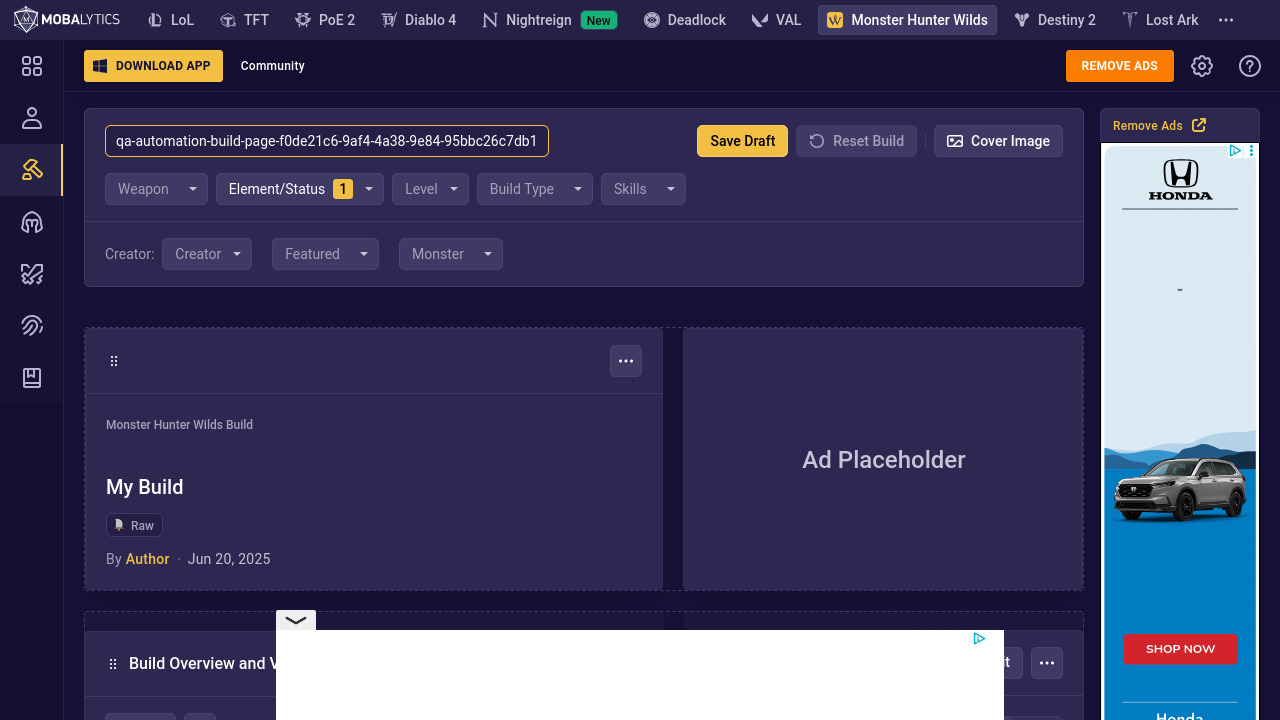 MOBALYTICS
LoL
TFT
PoE 2
Diablo 4
Nightreign New
Deadlock
VAL
Monster Hunter Wilds
Destiny 2
Lost Ark
DOWNLOAD APP
Community
REMOVE ADS
qa-automation-build-page-f0de21c6-9af4-4a38-9e84-95bbc26c7db1
Save Draft
Reset Build
Cover Image
Weapon
Element/Status 1
Level
Build Type
Skills
Creator: Creator
Featured
Monster
Remove Ads
HONDA
Monster Hunter Wilds Build
My Build
Raw
By Author · Jun 20, 2025
Ad Placeholder
Build Overview and V
SHOP NOW
Honda